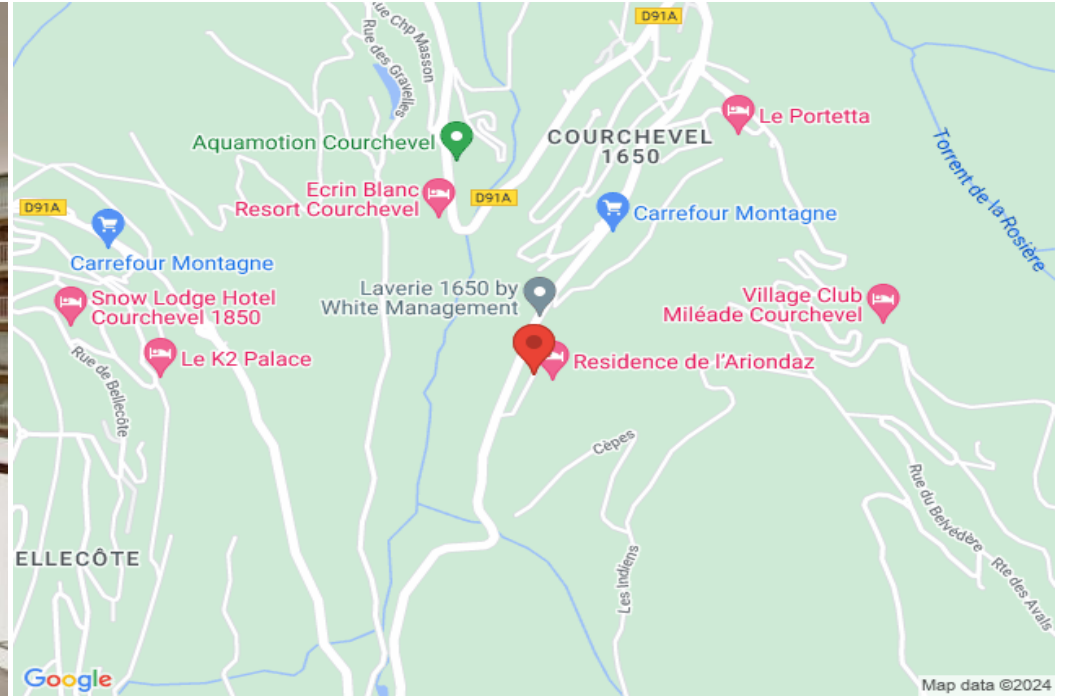 D91A
Rue Chp Masson
Rue des Gravelles
Le Portetta
COURCHEVEL
1650
Aquamotion Courchevel
Torrent de la Rosière
Ecrin Blanc
Resort Courchevel
D91A
D91A
Carrefour Montagne
Carrefour Montagne
Laverie 1650 by
White Management
Village Club
Miléade Courchevel
Snow Lodge Hotel
Courchevel 1850
Le K2 Palace
Residence de l'Ariondaz
Rue de Bellecôte
Cèpes
Rue du Belvédère
ELLECÔTE
Les Indiens
Rte des Avals
Google
Map data ©2024